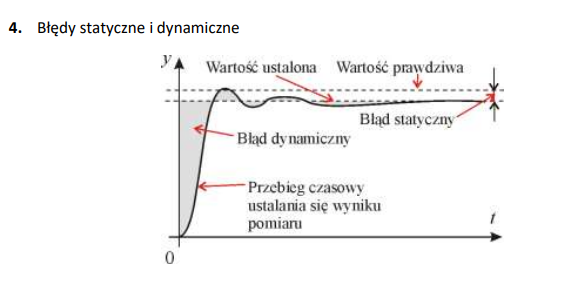 4. Błędy statyczne i dynamiczne
y
Wartość ustalona Wartość prawdziwa
Błąd statyczny
Błąd dynamiczny
Przebieg czasowy
ustalania się wyniku
pomiaru
t
0